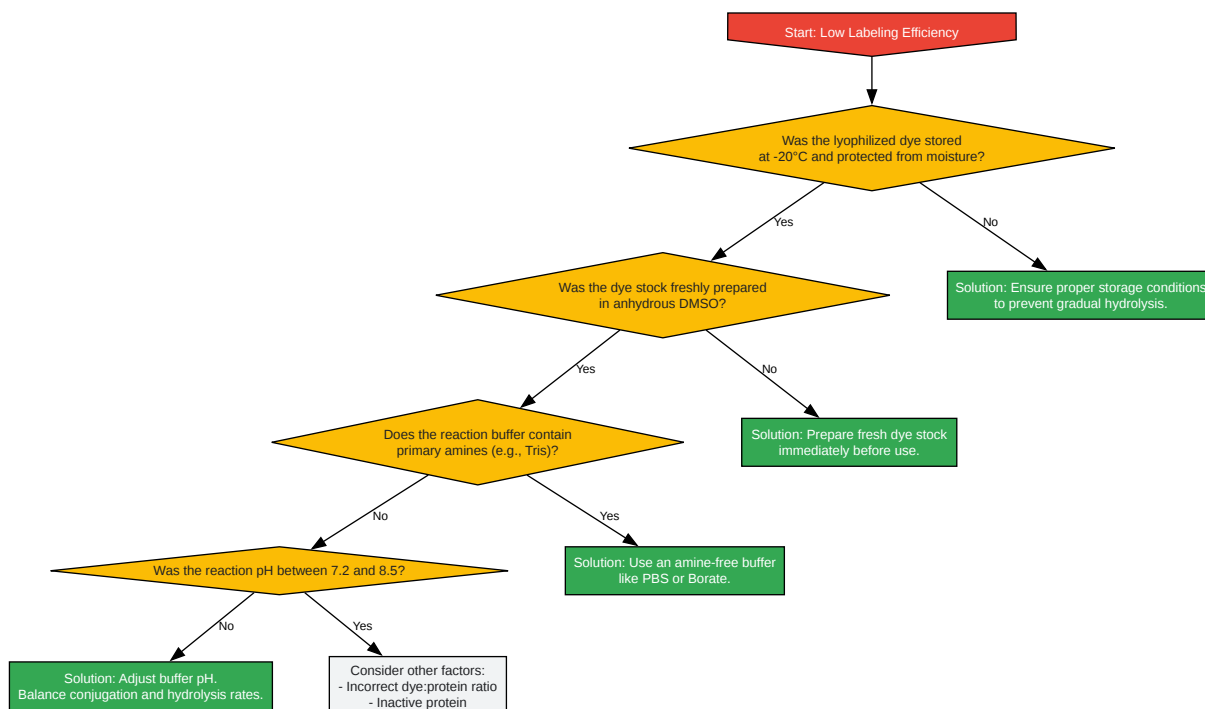 Start: Low Labeling Efficiency
Was the lyophilized dye stored
at -20°C and protected from moisture?
Yes
No
Was the dye stock freshly prepared
in anhydrous DMSO?
Solution: Ensure proper storage conditions
to prevent gradual hydrolysis.
Yes
No
Does the reaction buffer contain
primary amines (e.g., Tris)?
Solution: Prepare fresh dye stock
immediately before use.
No
Yes
Was the reaction pH between 7.2 and 8.5?
Solution: Use an amine-free buffer
like PBS or Borate.
No
Yes
Solution: Adjust buffer pH.
Balance conjugation and hydrolysis rates.
Consider other factors:
- Incorrect dye:protein ratio
- Inactive protein